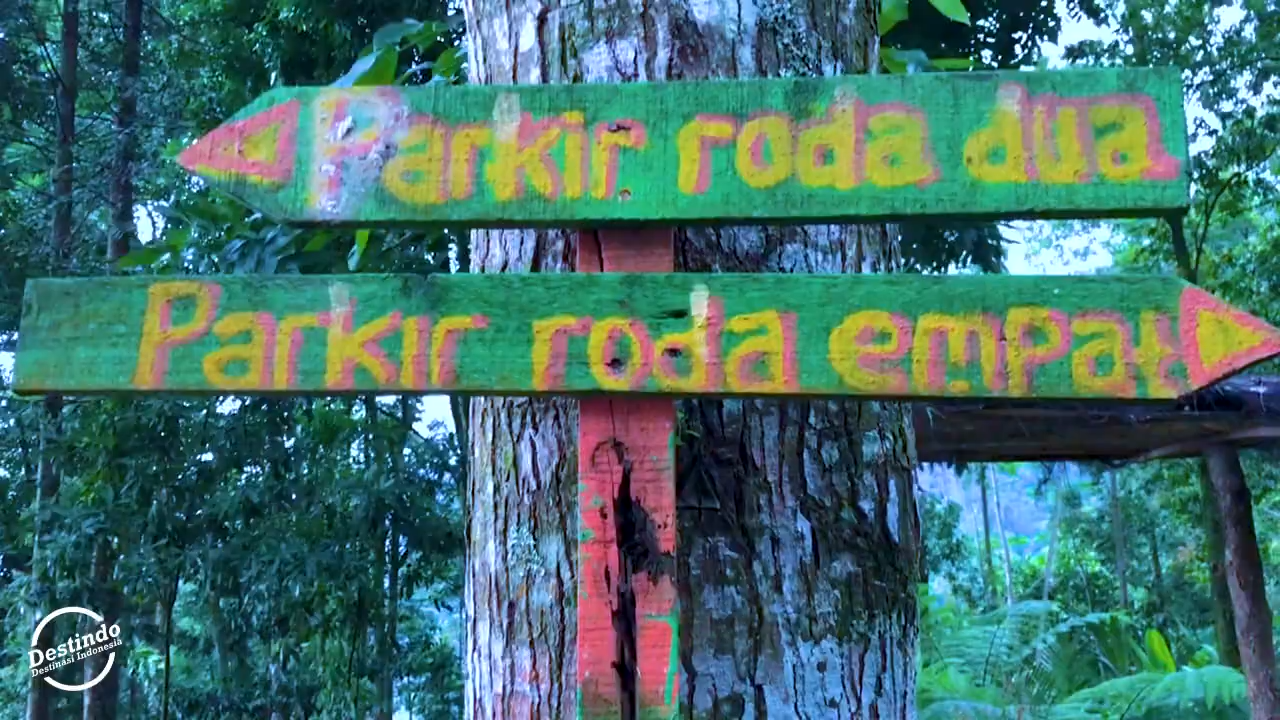 Parkir roda dua
Parkir roda empat
Destindo
Destinasi Indonesia